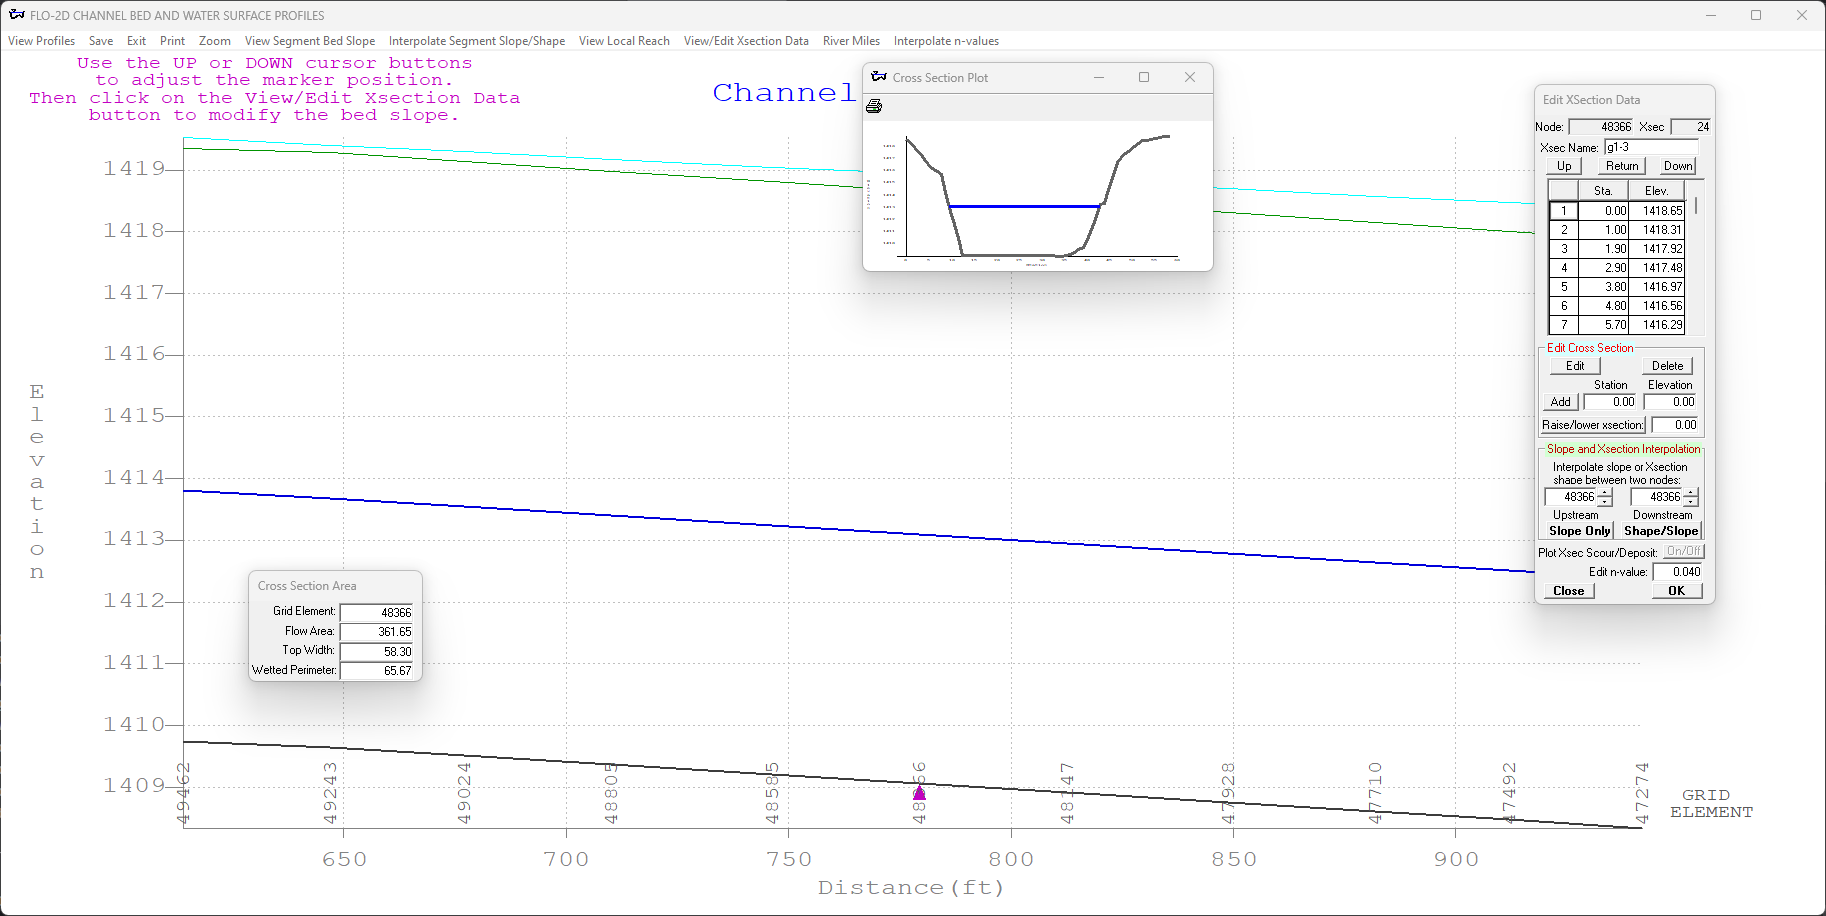 FLO-2D CHANNEL BED AND WATER SURFACE PROFILES
View Profiles Save Exit Print Zoom View Segment Bed Slope Interpolate Segment Slope/Shape View Local Reach View/Edit Xsection Data River Miles Interpolate n-values
Use the UP or DOWN cursor buttons
to adjust the marker position.
Then click on the View/Edit Xsection Data
button to modify the bed slope.
Channel
Cross Section Plot
Edit XSection Data
Node: 48366 Xsec 24
Xsec Name: g1-3
Up Return Down
Sta. Elev.
1 0.00 1418.65
2 1.00 1418.31
3 1.90 1417.92
4 2.90 1417.48
5 3.80 1416.97
6 4.80 1416.56
7 5.70 1416.29
Edit Cross Section
Edit Delete
Station Elevation
Add 0.00 0.00
Raise/lower xsection: 0.00
Slope and Xsection Interpolation
Interpolate slope or Xsection
shape between two nodes:
48366 48366
Upstream Downstream
Slope Only Shape/Slope
Plot Xsec Scour/Deposit: On/Off
Edit n-value: 0.040
Close OK
1419
1418
1417
1416
1415
1414
1413
1412
1411
1410
1409
Elevation
Cross Section Area
Grid Element: 48366
Flow Area: 361.65
Top Width: 58.30
Wetted Perimeter: 65.67
49462 49243 49024 48805 48585 48366 48147 47928 47710 47492 47274
GRID
ELEMENT
650 700 750 800 850 900
Distance(ft)